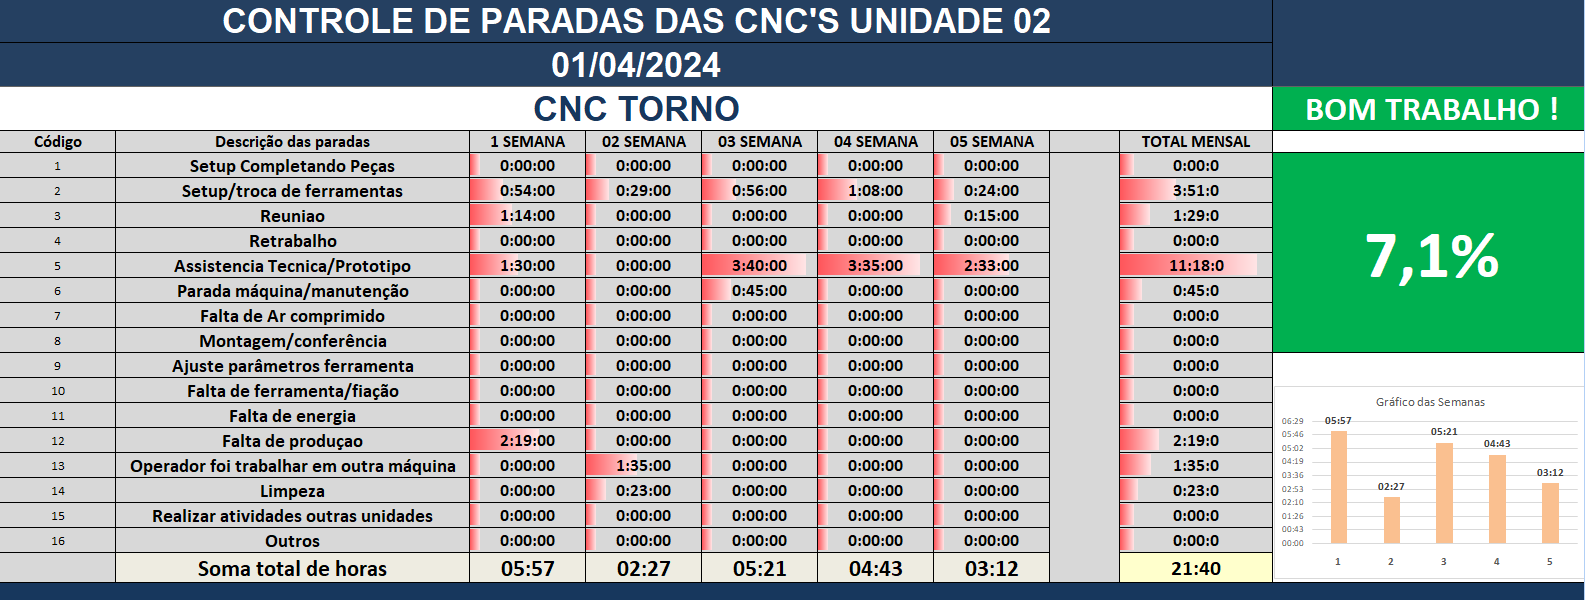 CONTROLE DE PARADAS DAS CNC'S UNIDADE 02
01/04/2024
CNC TORNO
BOM TRABALHO !
Código Descrição das paradas 1 SEMANA 02 SEMANA 03 SEMANA 04 SEMANA 05 SEMANA TOTAL MENSAL
1 Setup Completando Peças 0:00:00 0:00:00 0:00:00 0:00:00 0:00:00 0:00:0
2 Setup/troca de ferramentas 0:54:00 0:29:00 0:56:00 1:08:00 0:24:00 3:51:0
3 Reuniao 1:14:00 0:00:00 0:00:00 0:00:00 0:15:00 1:29:0
4 Retrabalho 0:00:00 0:00:00 0:00:00 0:00:00 0:00:00 0:00:0
5 Assistencia Tecnica/Prototipo 1:30:00 0:00:00 3:40:00 3:35:00 2:33:00 11:18:0
6 Parada máquina/manutenção 0:00:00 0:00:00 0:45:00 0:00:00 0:00:00 0:45:0
7 Falta de Ar comprimido 0:00:00 0:00:00 0:00:00 0:00:00 0:00:00 0:00:0
8 Montagem/conferência 0:00:00 0:00:00 0:00:00 0:00:00 0:00:00 0:00:0
9 Ajuste parâmetros ferramenta 0:00:00 0:00:00 0:00:00 0:00:00 0:00:00 0:00:0
10 Falta de ferramenta/fiação 0:00:00 0:00:00 0:00:00 0:00:00 0:00:00 0:00:0
11 Falta de energia 0:00:00 0:00:00 0:00:00 0:00:00 0:00:00 0:00:0
12 Falta de produçao 2:19:00 0:00:00 0:00:00 0:00:00 0:00:00 2:19:0
13 Operador foi trabalhar em outra máquina 0:00:00 1:35:00 0:00:00 0:00:00 0:00:00 1:35:0
14 Limpeza 0:00:00 0:23:00 0:00:00 0:00:00 0:00:00 0:23:0
15 Realizar atividades outras unidades 0:00:00 0:00:00 0:00:00 0:00:00 0:00:00 0:00:0
16 Outros 0:00:00 0:00:00 0:00:00 0:00:00 0:00:00 0:00:0
Soma total de horas 05:57 02:27 05:21 04:43 03:12 21:40
7,1%
Gráfico das Semanas
06:29
05:46
05:02
04:19
03:36
02:53
02:10
01:26
00:43
00:00
05:57 02:27 05:21 04:43 03:12
1 2 3 4 5